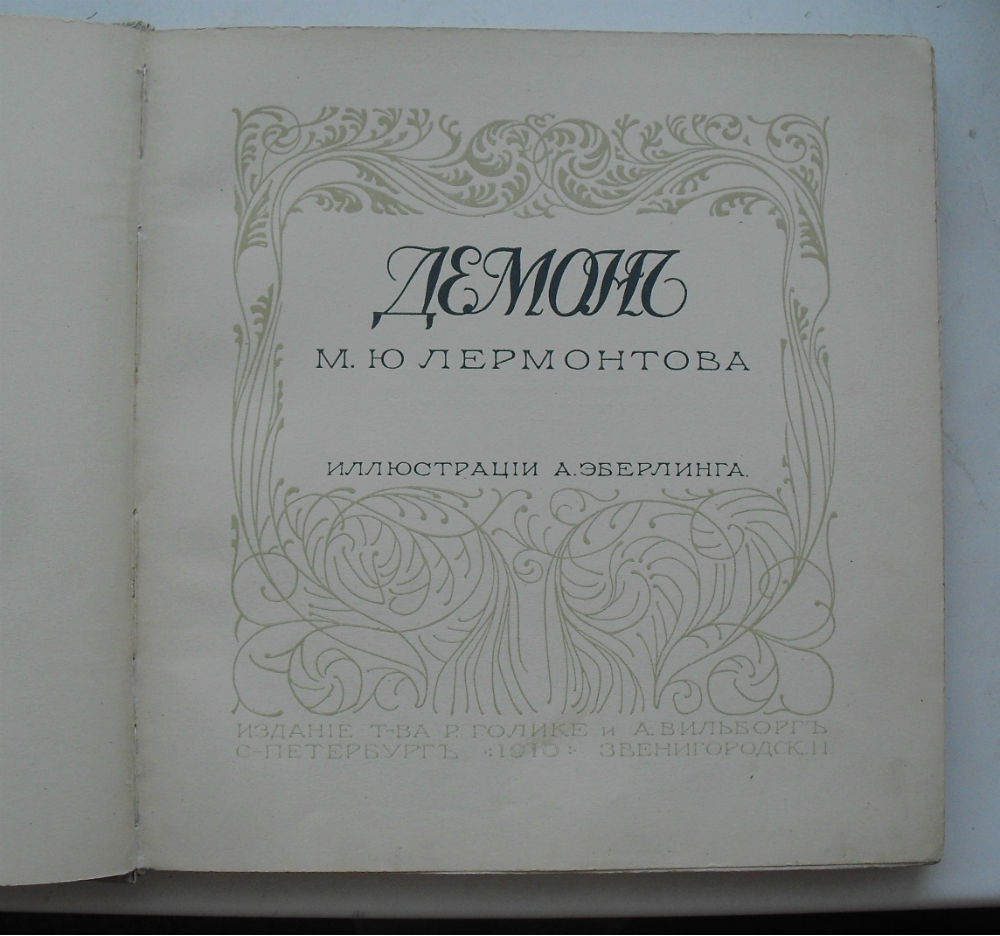 ДЕМОНЪ
М. Ю ЛЕРМОНТОВА
ИЛЛЮСТРАЦІИ А. ЭБЕРЛИНГА.
ИЗДАНІЕ Т-ВА Р. ГОЛИКЕ и А. ВИЛЬБОРГЪ
С-ПЕТЕРБУРГЪ «1910» ЗВЕНИГОРОДСК. 11.